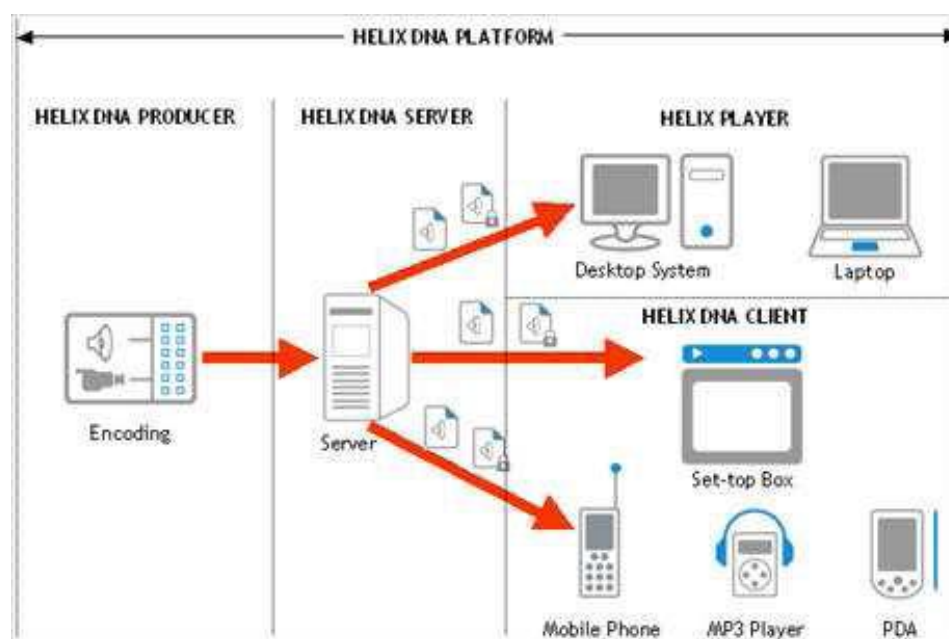 HELIX DNA PLATFORM
HELIX DNA PRODUCER
HELIX DNA SERVER
HELIX PLAYER
Desktop System
Laptop
HELIX DNA CLIENT
Encoding
Server
Set-top Box
Mobile Phone
MP3 Player
PDA